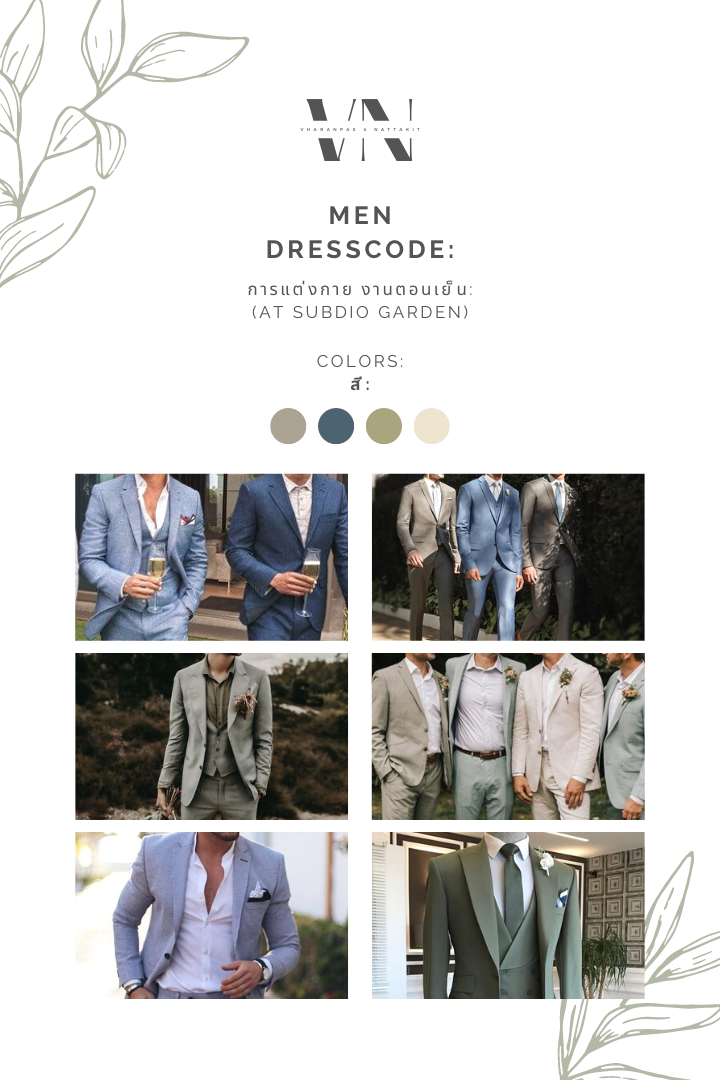 VN
VHARANPAS & NATTAKIT
MEN
DRESSCODE:
การแต่งกาย งานตอนเย็น:
(AT SUBDIO GARDEN)
COLORS:
สี: